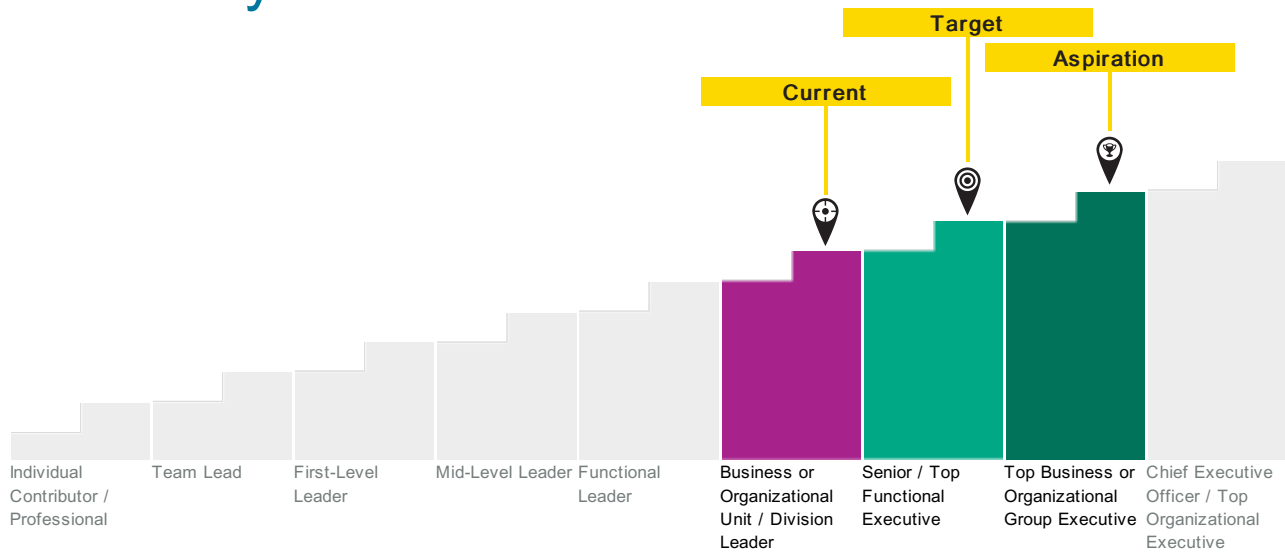 Target
Aspiration
Current
Individual
Contributor /
Professional
Team Lead
First-Level
Leader
Mid-Level Leader
Functional
Leader
Business or
Organizational
Unit / Division
Leader
Senior / Top
Functional
Executive
Top Business or
Organizational
Group Executive
Chief Executive
Officer / Top
Organizational
Executive